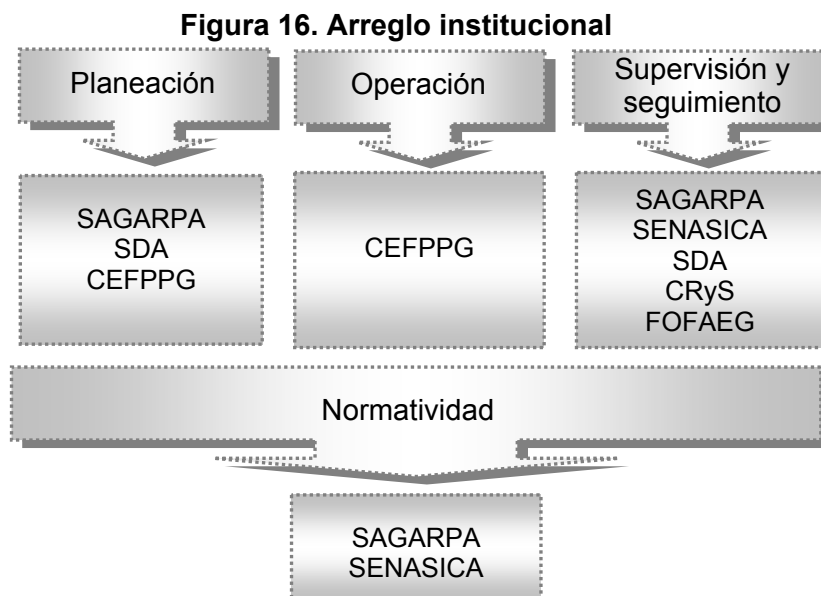 Figura 16. Arreglo institucional
Planeación
Operación
Supervisión y
seguimiento
SAGARPA
SDA
CEFPPG
CEFPPG
SAGARPA
SENASICA
SDA
CRyS
FOFAEG
Normatividad
SAGARPA
SENASICA